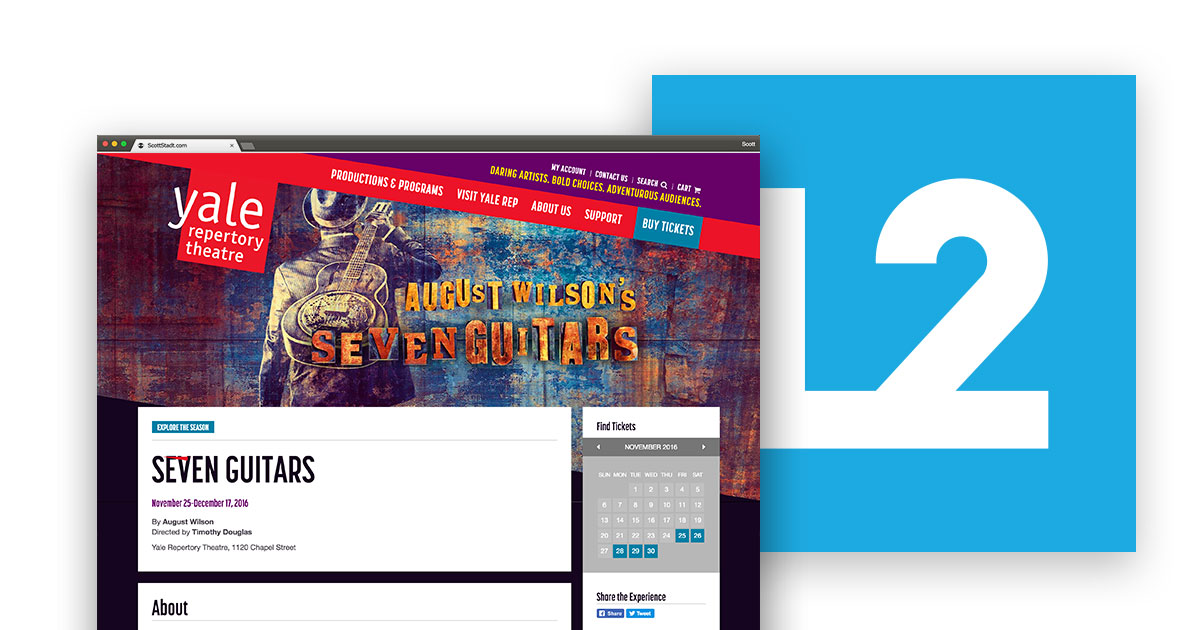 ScottStadt.com
Scott
MY ACCOUNT | CONTACT US | SEARCH | CART
DARING ARTISTS. BOLD CHOICES. ADVENTUROUS AUDIENCES.
PRODUCTIONS & PROGRAMS VISIT YALE REP ABOUT US SUPPORT BUY TICKETS
yale
repertory
theatre
AUGUST WILSON'S
SEVEN GUITARS
12
EXPLORE THE SEASON
SEVEN GUITARS
November 25-December 17, 2016
By August Wilson
Directed by Timothy Douglas
Yale Repertory Theatre, 1120 Chapel Street
About
Find Tickets
NOVEMBER 2016
SUN MON TUE WED THU FRI SAT
1 2 3 4 5
6 7 8 9 10 11 12
13 14 15 16 17 18 19
20 21 22 23 24 25 26
27 28 29 30
Share the Experience
Share Tweet